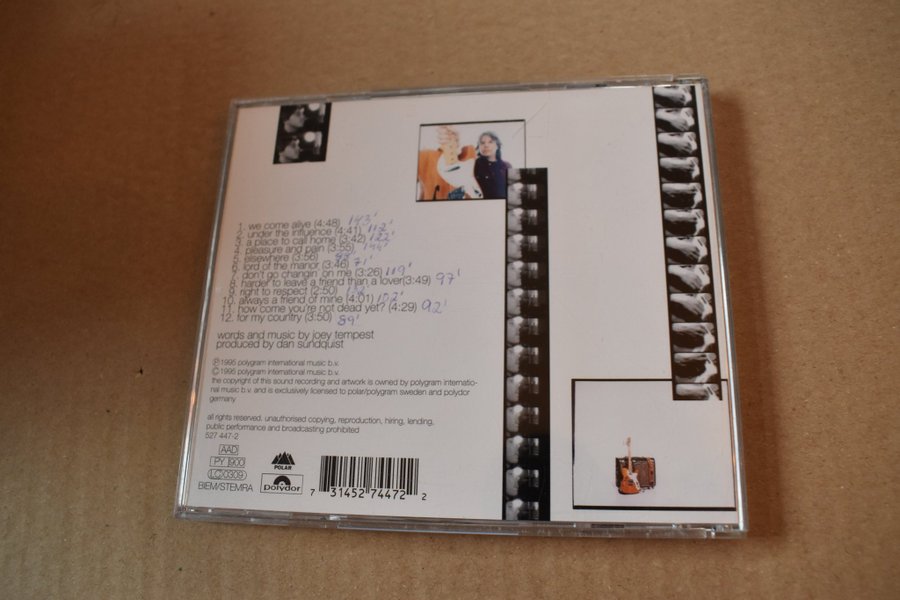 1. we come alive (4:48) 143'
2. under the influence (4:41) 112'
3. a place to call home (3:42) 122'
4. pleasure and pain (3:55) 144'
5. elsewhere (3:56)
6. lord of the manor (3:46) 71'
7. don't go changin' on me (3:26) 119'
8. harder to leave a friend than a lover(3:49) 97'
9. right to respect (2:50)
10. always a friend of mine (4:01) 102'
11. how come you're not dead yet? (4:29) 92'
12. for my country (3:50) 89'
words and music by joey tempest
produced by dan sundquist
℗ 1995 polygram international music b.v.
© 1995 polygram international music b.v.
the copyright of this sound recording and artwork is owned by polygram internatio-
nal music b.v. and is exclusively licensed to polar/polygram sweden and polydor
germany
all rights reserved. unauthorised copying, reproduction, hiring, lending,
public performance and broadcasting prohibited
527 447-2
AAD
PY 900
LC 0309
BIEM/STEMRA
POLAR
polydor
7 31452 74472 2